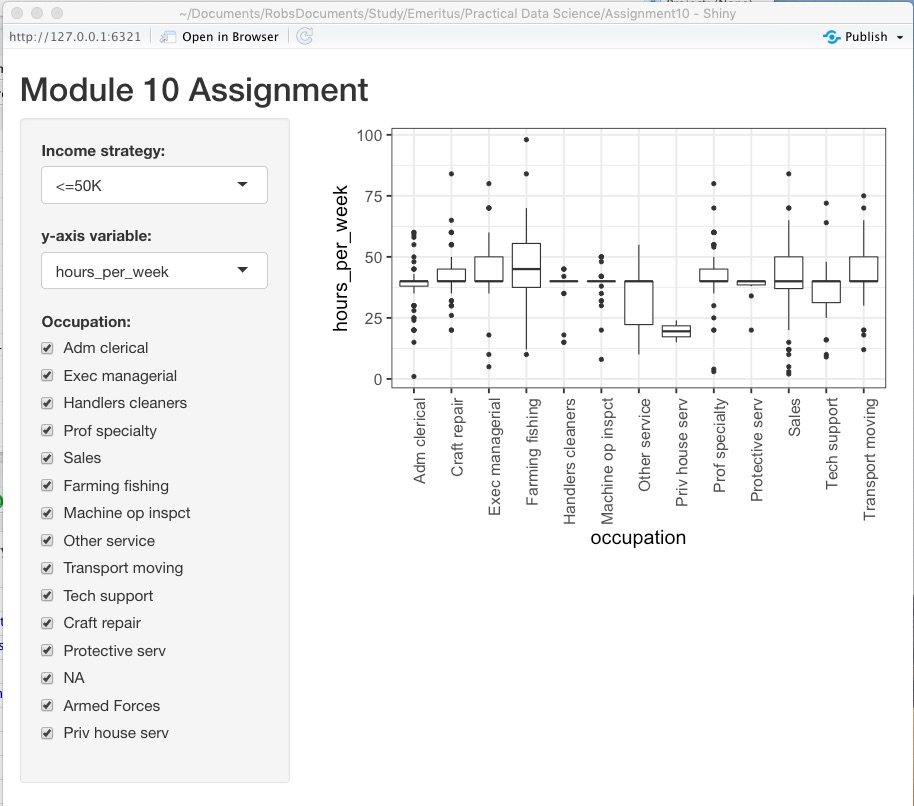 ~/Documents/RobsDocuments/Study/Emeritus/Practical Data Science/Assignment10 - Shiny
http://127.0.0.1:6321 Open in Browser Publish
Module 10 Assignment
Income strategy:
<=50K
y-axis variable:
hours_per_week
Occupation:
Adm clerical
Exec managerial
Handlers cleaners
Prof specialty
Sales
Farming fishing
Machine op inspct
Other service
Transport moving
Tech support
Craft repair
Protective serv
NA
Armed Forces
Priv house serv
hours_per_week
100
75
50
25
0
Adm clerical
Craft repair
Exec managerial
Farming fishing
Handlers cleaners
Machine op inspct
Other service
Priv house serv
Prof specialty
Protective serv
Sales
Tech support
Transport moving
occupation